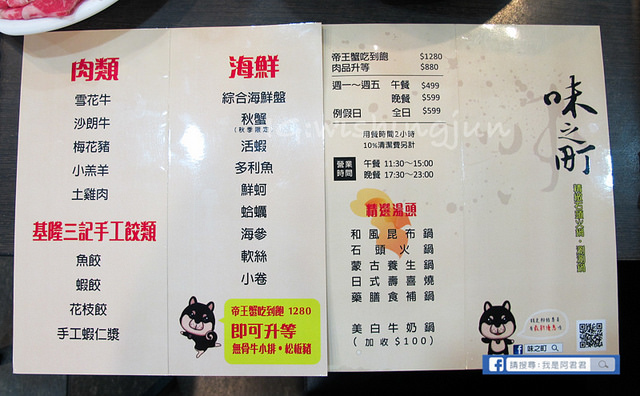 肉類
雪花牛
沙朗牛
梅花豬
小羔羊
土雞肉
基隆三記手工餃類
魚餃
蝦餃
花枝餃
手工蝦仁漿
海鮮
綜合海鮮盤
秋蟹
(秋季限定)
活蝦
多利魚
鮮蚵
蛤蠣
海參
軟絲
小卷
帝王蟹吃到飽 1280
即可升等
無骨牛小排·松板豬
帝王蟹吃到飽 $1280
肉品升等 $880
週一~週五 午餐 $499
晚餐 $599
例假日 全日 $599
用餐時間2小時
10%清潔費另計
營業時間
午餐 11:30~15:00
晚餐 17:30~23:00
精選湯頭
和風昆布鍋
石頭火鍋
蒙古養生鍋
日式壽喜燒
藥膳食補鍋
美白牛奶鍋
(加收$100)
味之町
味之町
請搜尋:我是阿君君